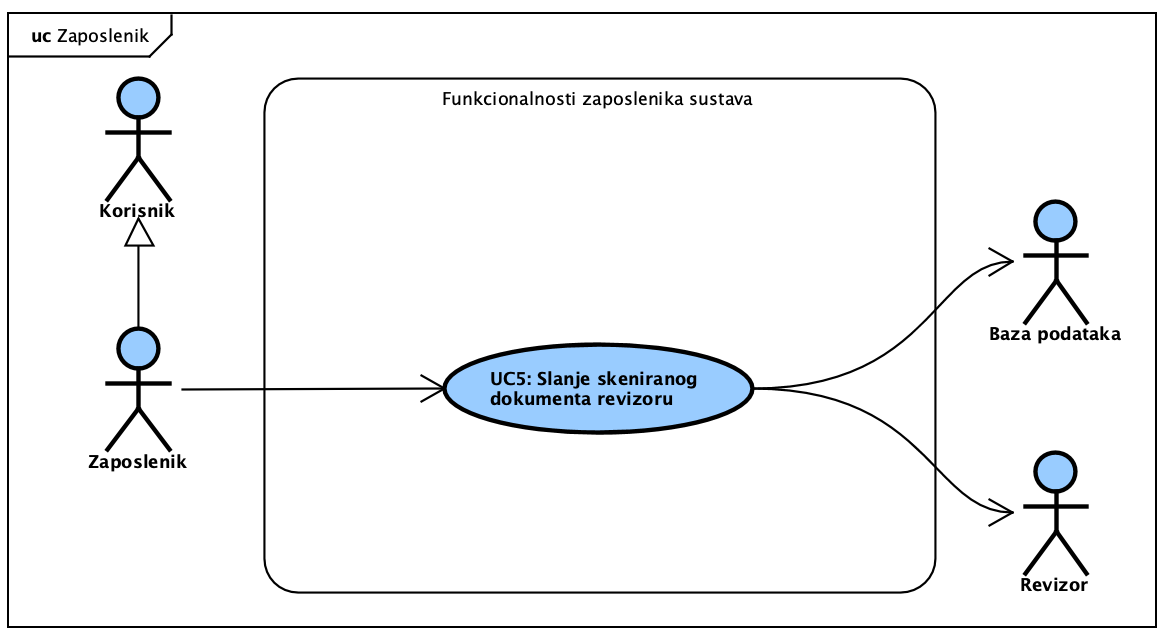 uc Zaposlenik
Funkcionalnosti zaposlenika sustava
Korisnik
Baza podataka
UC5: Slanje skeniranog
dokumenta revizoru
Zaposlenik
Revizor